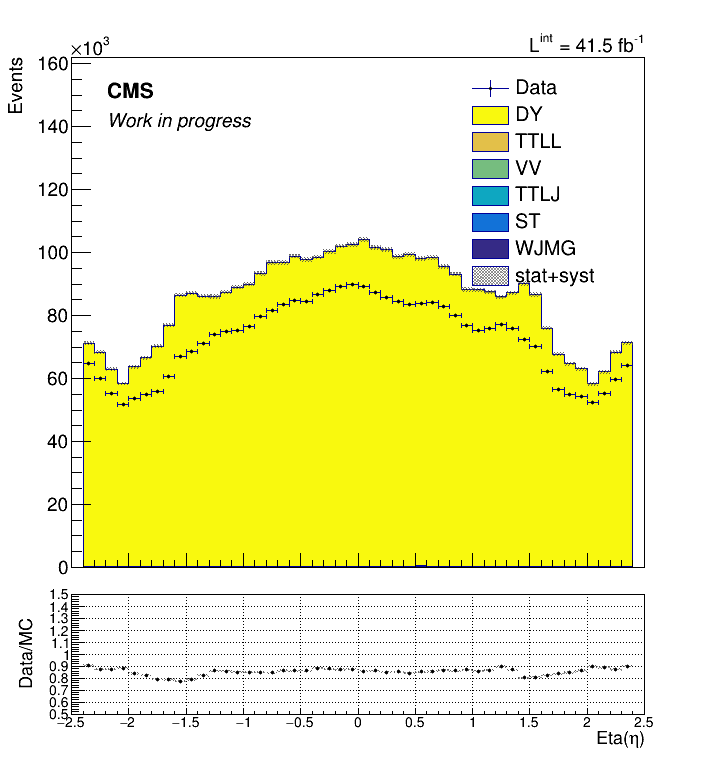 ×10³
L^int = 41.5 fb⁻¹
Events
160
140
120
100
80
60
40
20
0
CMS
Work in progress
Data
DY
TTLL
VV
TTLJ
ST
WJMG
stat+syst
Data/MC
1.5
1.4
1.3
1.2
1.1
1
0.9
0.8
0.7
0.6
0.5
−2.5 −2 −1.5 −1 −0.5 0 0.5 1 1.5 2 2.5
Eta(η)